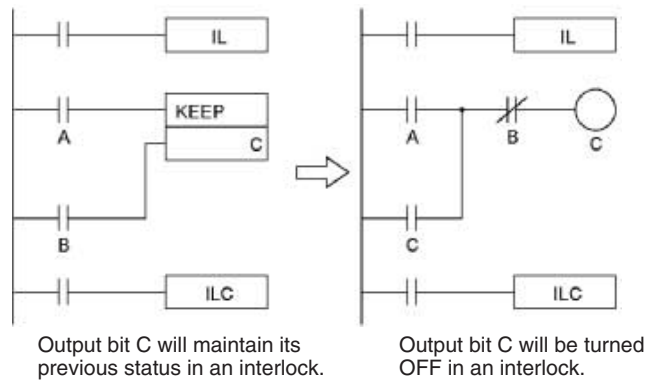 IL
A
KEEP
C
B
ILC
Output bit C will maintain its
previous status in an interlock.
IL
A
B
C
C
ILC
Output bit C will be turned
OFF in an interlock.